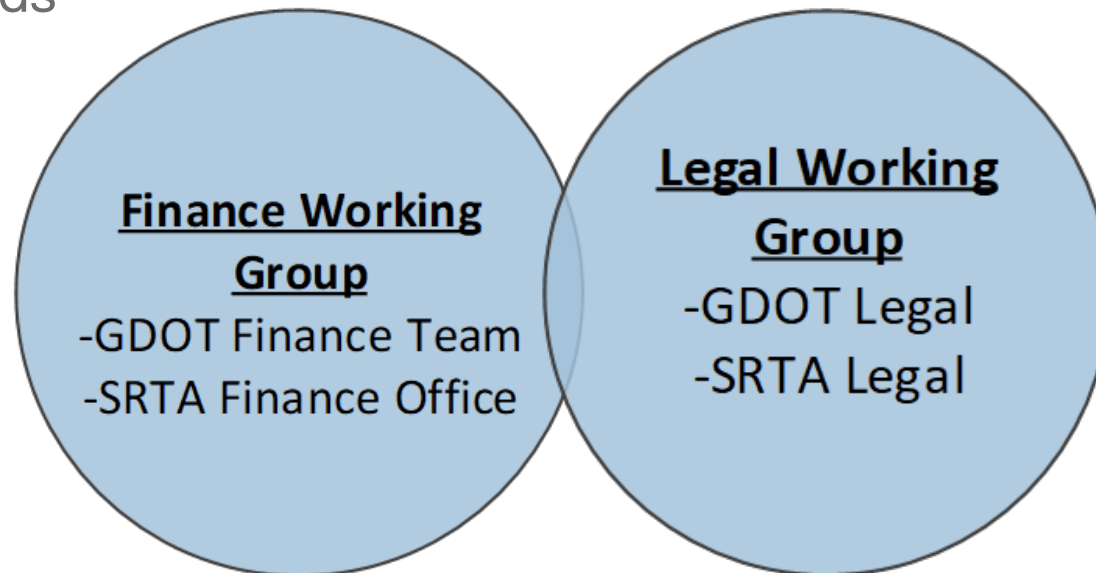 Finance Working
Group
-GDOT Finance Team
-SRTA Finance Office
Legal Working
Group
-GDOT Legal
-SRTA Legal